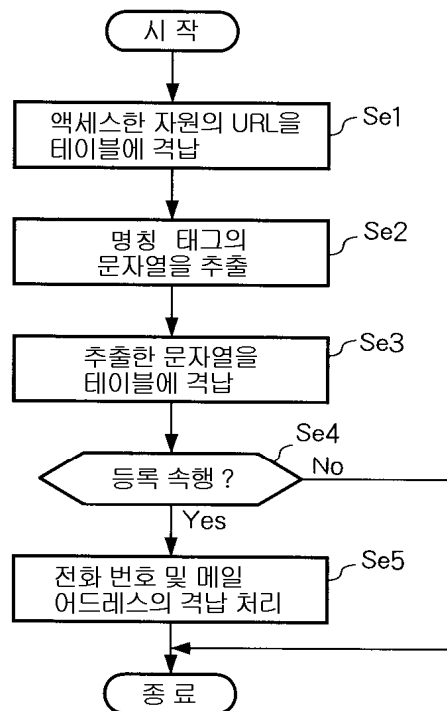 시 작
액세스한 자원의 URL을
테이블에 격납
Se1
명칭 태그의
문자열을 추출
Se2
추출한 문자열을
테이블에 격납
Se3
Se4
등록 속행 ?
No
Yes
전화 번호 및 메일
어드레스의 격납 처리
Se5
종 료